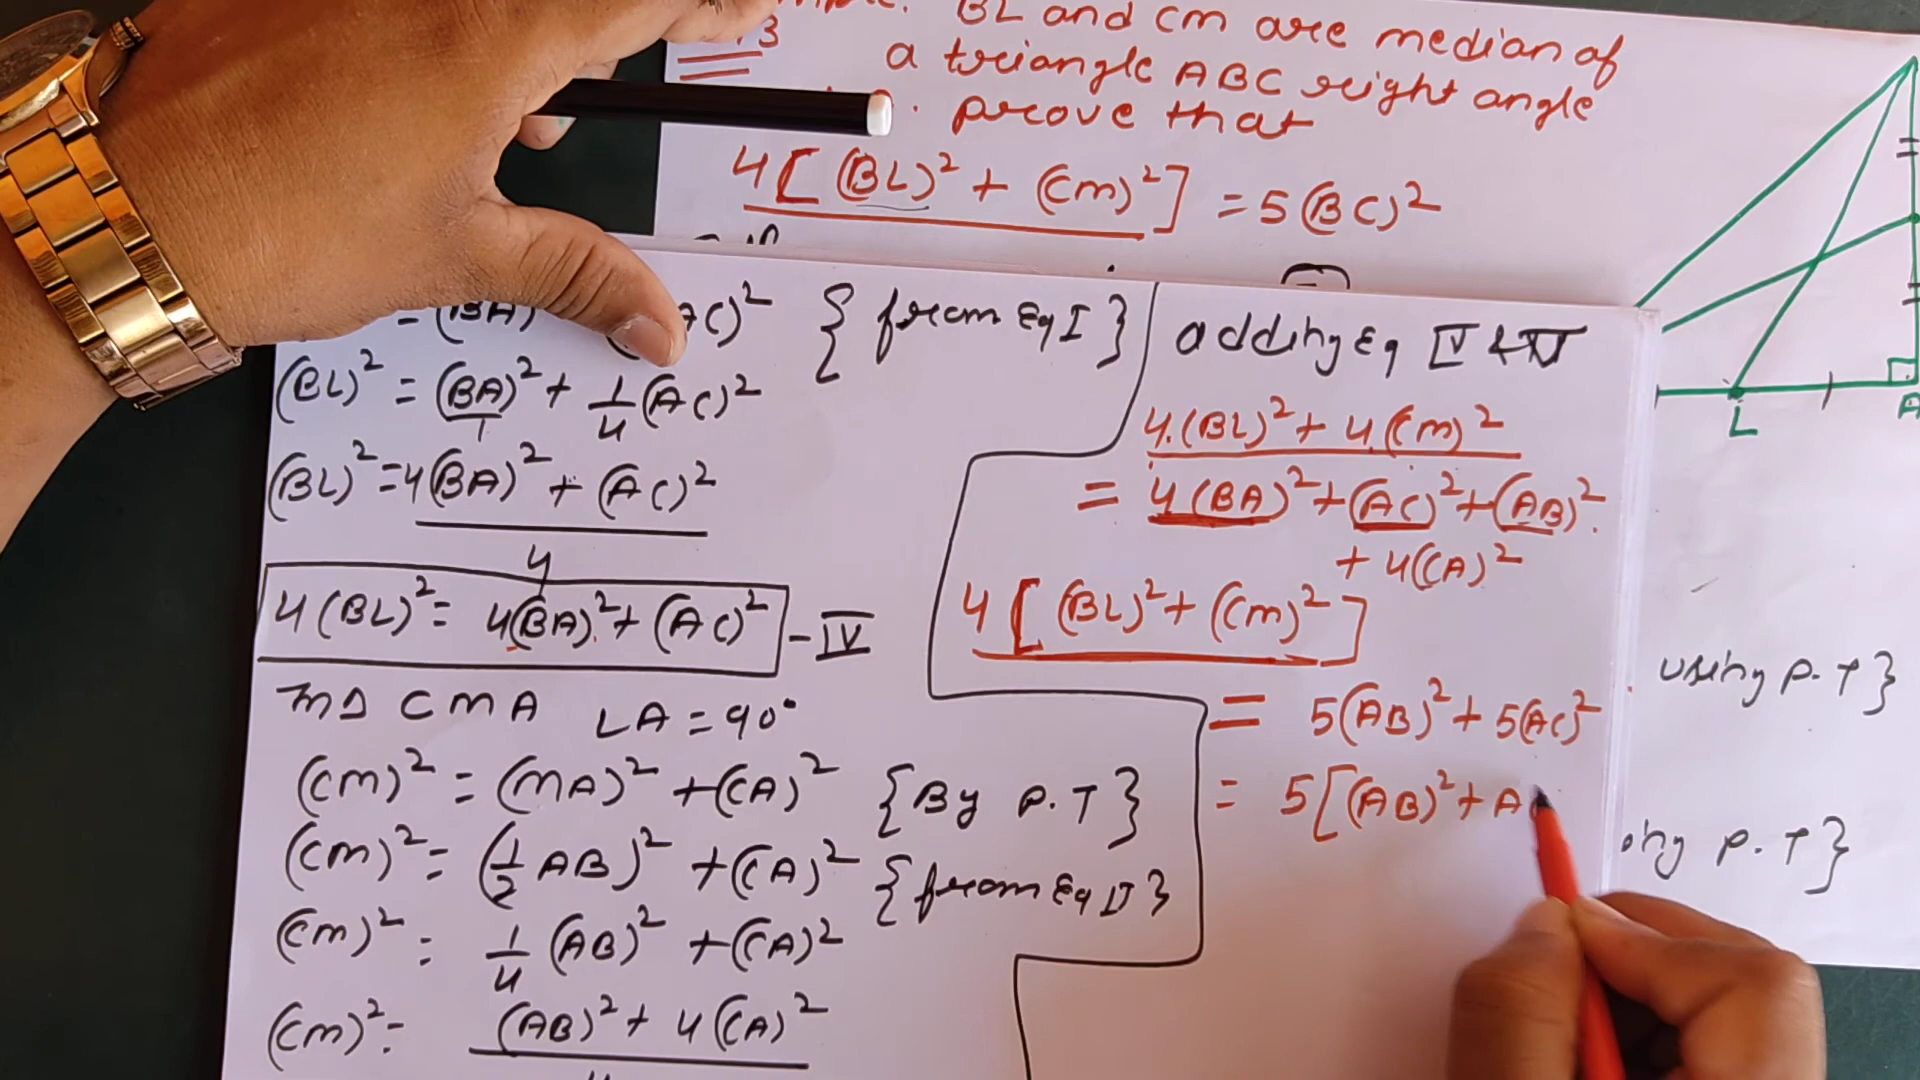 BL and CM are median of
a triangle ABC right angle
. prove that
4[(BL)² + (CM)²] = 5(BC)²
= (BA) AC)² {from Eq I}
(BL)² = (BA)² + 1/4 (AC)²
1
(BL)² = 4(BA)² + (AC)²
4
4(BL)² = 4(BA)² + (AC)² - IV
In Δ CMA ∠A = 90°
(CM)² = (MA)² + (CA)² {By P.T}
(CM)² = (1/2 AB)² + (CA)² {from Eq II}
(CM)² = 1/4 (AB)² + (CA)²
(CM)² = (AB)² + 4(CA)²
adding Eq IV &
4.(BL)² + 4(CM)²
= 4(BA)² + (AC)² + (AB)².
+ 4(CA)²
4[(BL)² + (CM)²]
= 5(AB)² + 5(AC)²
= 5[(AB)² + A
L A
using P.T}
P.T}